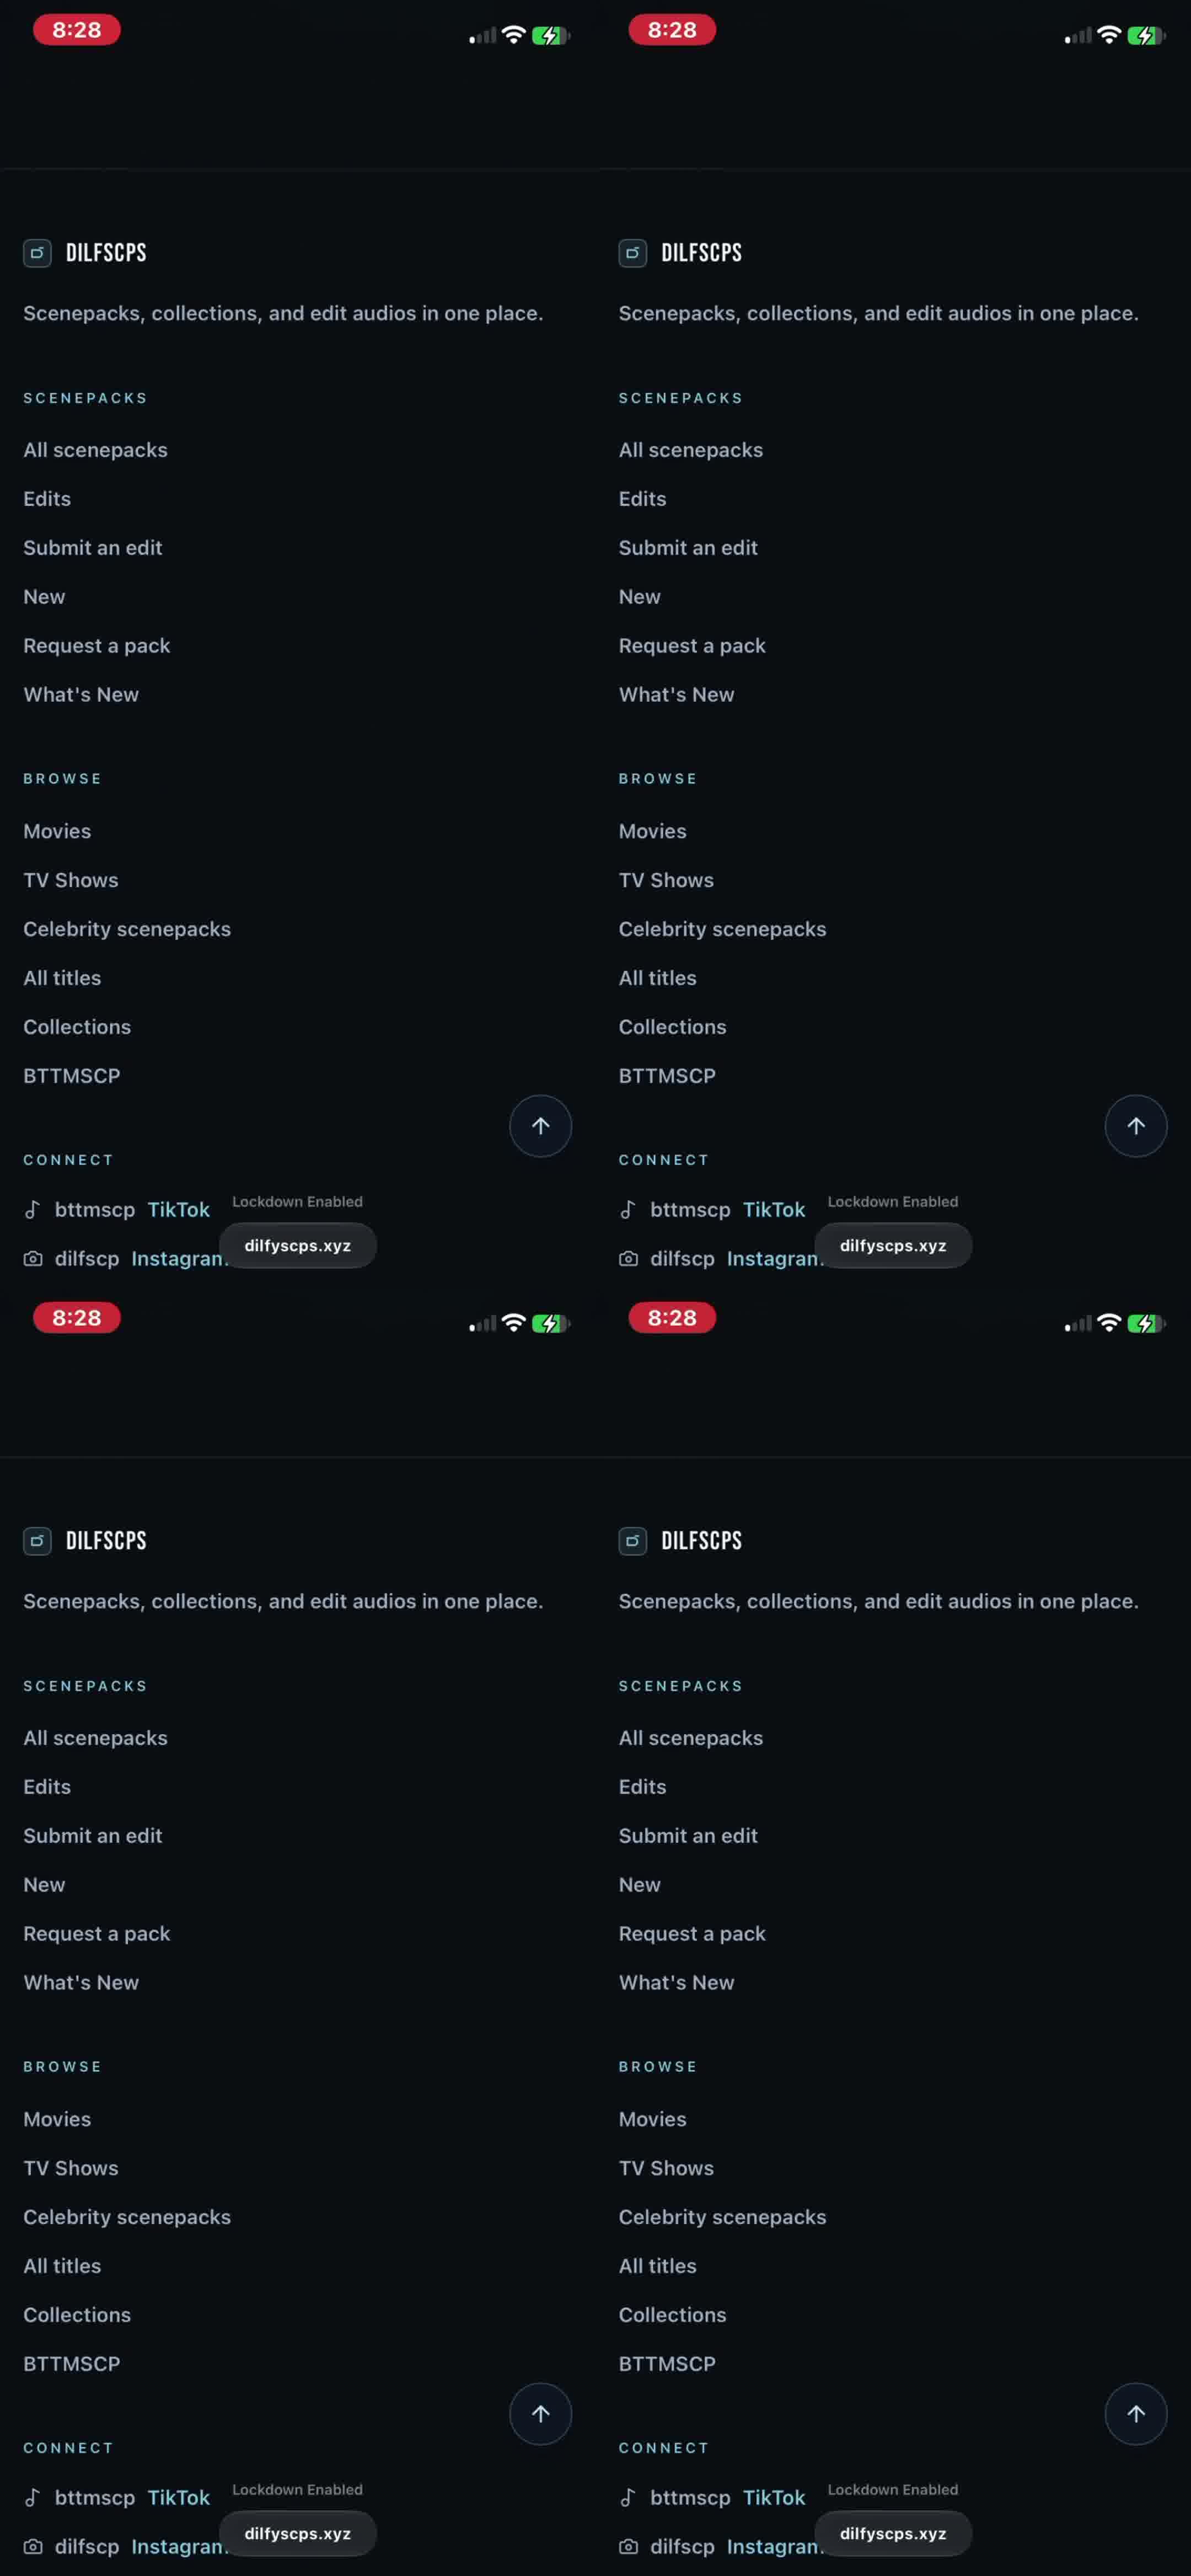 8:28
DILFSCPS
Scenepacks, collections, and edit audios in one place.
SCENEPACKS
All scenepacks
Edits
Submit an edit
New
Request a pack
What's New
BROWSE
Movies
TV Shows
Celebrity scenepacks
All titles
Collections
BTTMSCP
CONNECT
bttmscp TikTok
Lockdown Enabled
dilfscp Instagram
dilfyscps.xyz
8:28
DILFSCPS
Scenepacks, collections, and edit audios in one place.
SCENEPACKS
All scenepacks
Edits
Submit an edit
New
Request a pack
What's New
BROWSE
Movies
TV Shows
Celebrity scenepacks
All titles
Collections
BTTMSCP
CONNECT
bttmscp TikTok
Lockdown Enabled
dilfscp Instagram
dilfyscps.xyz
8:28
DILFSCPS
Scenepacks, collections, and edit audios in one place.
SCENEPACKS
All scenepacks
Edits
Submit an edit
New
Request a pack
What's New
BROWSE
Movies
TV Shows
Celebrity scenepacks
All titles
Collections
BTTMSCP
CONNECT
bttmscp TikTok
Lockdown Enabled
dilfscp Instagram
dilfyscps.xyz
8:28
DILFSCPS
Scenepacks, collections, and edit audios in one place.
SCENEPACKS
All scenepacks
Edits
Submit an edit
New
Request a pack
What's New
BROWSE
Movies
TV Shows
Celebrity scenepacks
All titles
Collections
BTTMSCP
CONNECT
bttmscp TikTok
Lockdown Enabled
dilfscp Instagram
dilfyscps.xyz